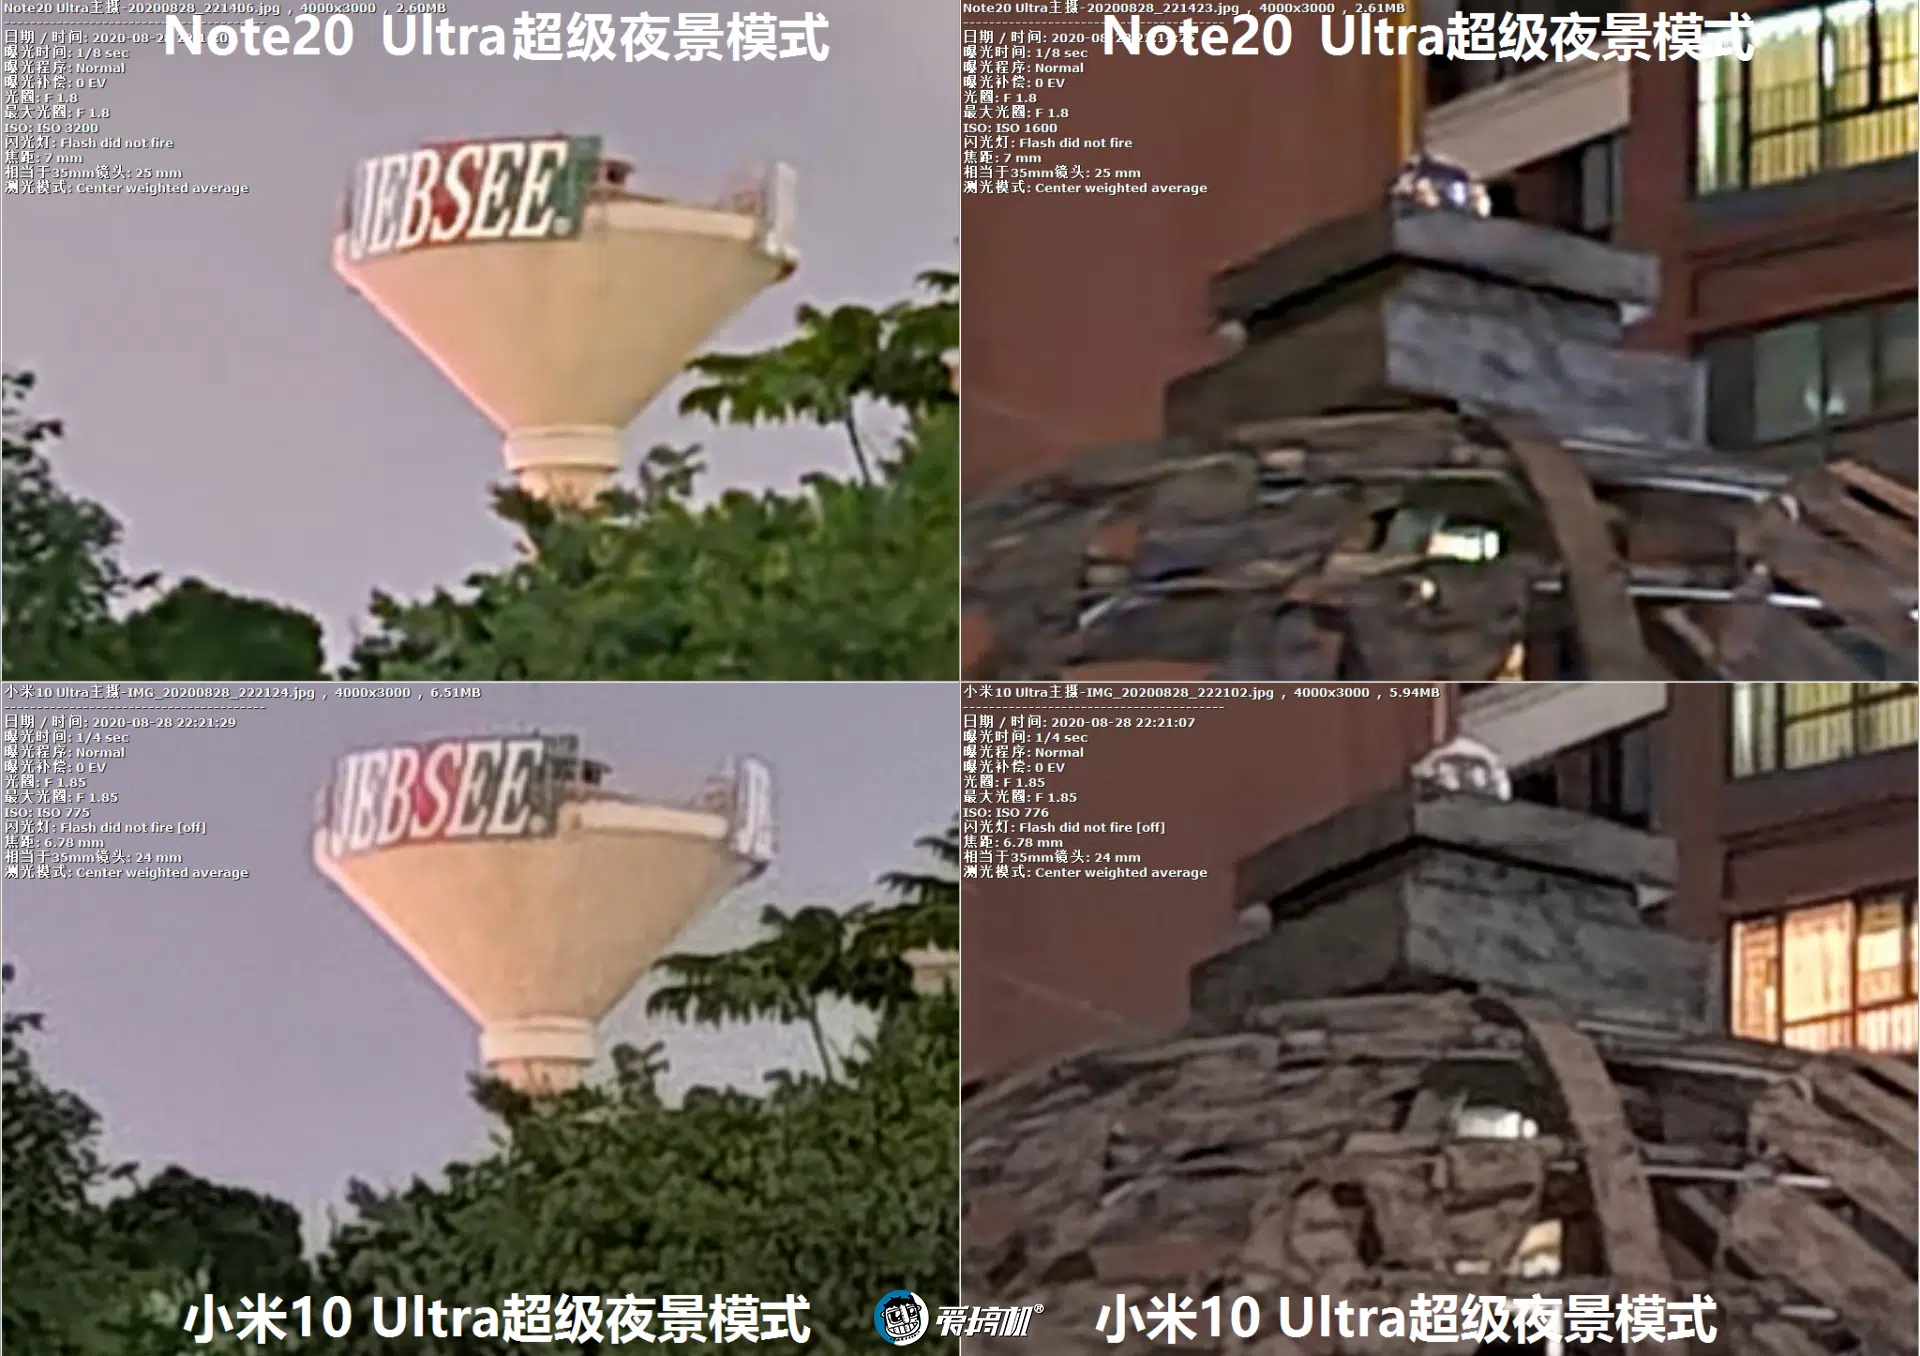 Note20 Ultra主摄-20200828_221406.jpg , 4000x3000 , 2.60MB
Note20 Ultra超级夜景模式
日期 / 时间: 2020-08-28
曝光时间: 1/8 sec
曝光程序: Normal
曝光补偿: 0 EV
光圈: F 1.8
最大光圈: F 1.8
ISO: ISO 3200
闪光灯: Flash did not fire
焦距: 7 mm
相当于35mm镜头: 25 mm
测光模式: Center weighted average
JEBSEE
Note20 Ultra主摄-20200828_221423.jpg , 4000x3000 , 2.61MB
Note20 Ultra超级夜景模式
日期 / 时间: 2020-08-28
曝光时间: 1/8 sec
曝光程序: Normal
曝光补偿: 0 EV
光圈: F 1.8
最大光圈: F 1.8
ISO: ISO 1600
闪光灯: Flash did not fire
焦距: 7 mm
相当于35mm镜头: 25 mm
测光模式: Center weighted average
小米10 Ultra主摄-IMG_20200828_222124.jpg , 4000x3000 , 6.51MB
日期 / 时间: 2020-08-28 22:21:29
曝光时间: 1/4 sec
曝光程序: Normal
曝光补偿: 0 EV
光圈: F 1.85
最大光圈: F 1.85
ISO: ISO 775
闪光灯: Flash did not fire [off]
焦距: 6.78 mm
相当于35mm镜头: 24 mm
测光模式: Center weighted average
JEBSEE
小米10 Ultra超级夜景模式
小米10 Ultra主摄-IMG_20200828_222102.jpg , 4000x3000 , 5.94MB
日期 / 时间: 2020-08-28 22:21:07
曝光时间: 1/4 sec
曝光程序: Normal
曝光补偿: 0 EV
光圈: F 1.85
最大光圈: F 1.85
ISO: ISO 776
闪光灯: Flash did not fire [off]
焦距: 6.78 mm
相当于35mm镜头: 24 mm
测光模式: Center weighted average
爱搞机®
小米10 Ultra超级夜景模式